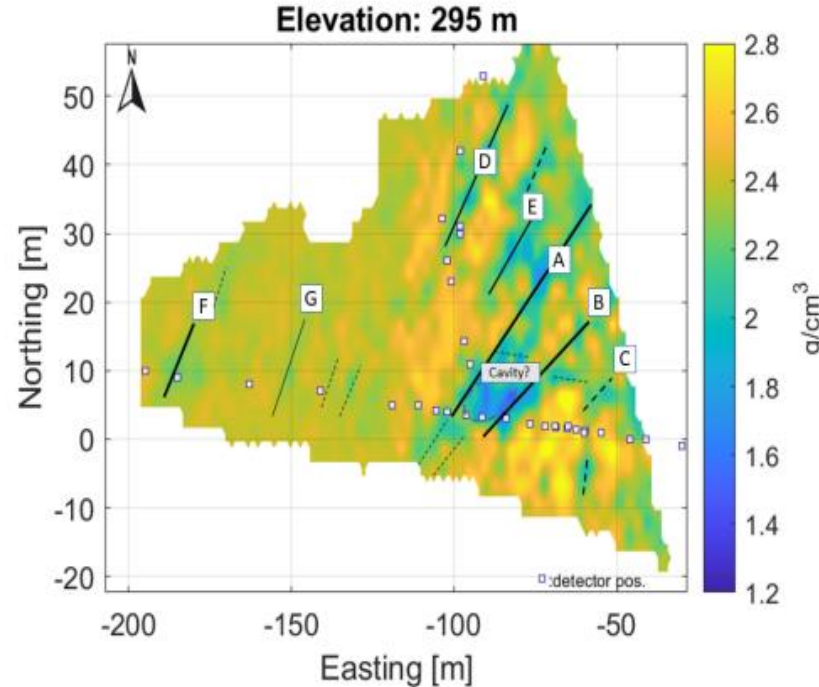 Elevation: 295 m
N
D
E
A
B
C
F
G
Cavity?
:detector pos.
50
40
30
20
10
0
-10
-20
-200
-150
-100
-50
Northing [m]
Easting [m]
2.8
2.6
2.4
2.2
2
1.8
1.6
1.4
1.2
g/cm³